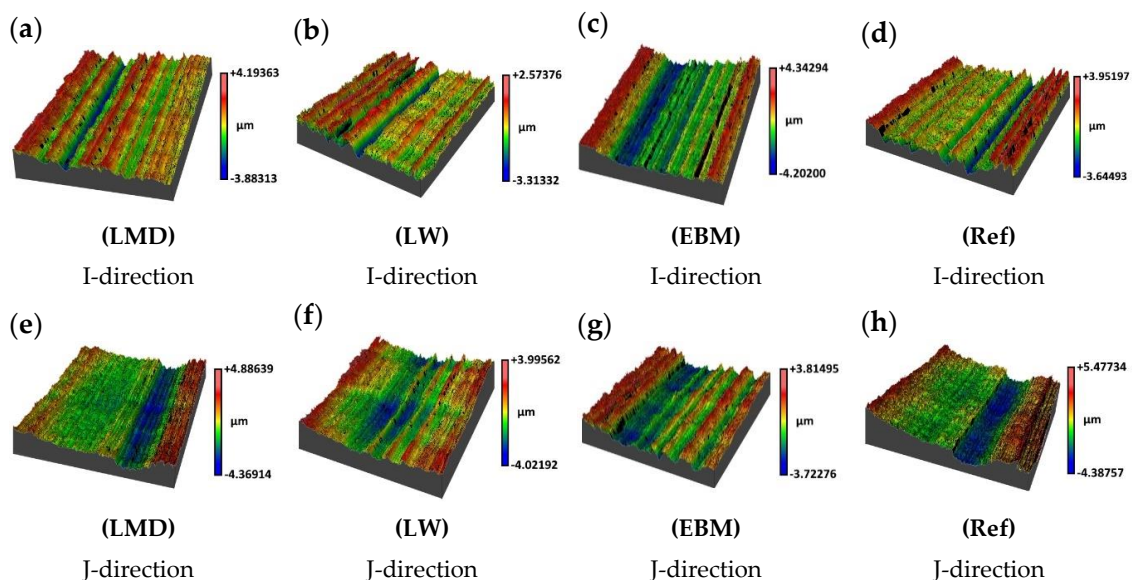 (a)
(b)
(c)
(d)
+4.19363
µm
-3.88313
+2.57376
µm
-3.31332
+4.34294
µm
-4.20200
+3.95197
µm
-3.64493
(LMD)
(LW)
(EBM)
(Ref)
I-direction
I-direction
I-direction
I-direction
(e)
(f)
(g)
(h)
+4.88639
µm
-4.36914
+3.99562
µm
-4.02192
+3.81495
µm
-3.72276
+5.47734
µm
-4.38757
(LMD)
(LW)
(EBM)
(Ref)
J-direction
J-direction
J-direction
J-direction